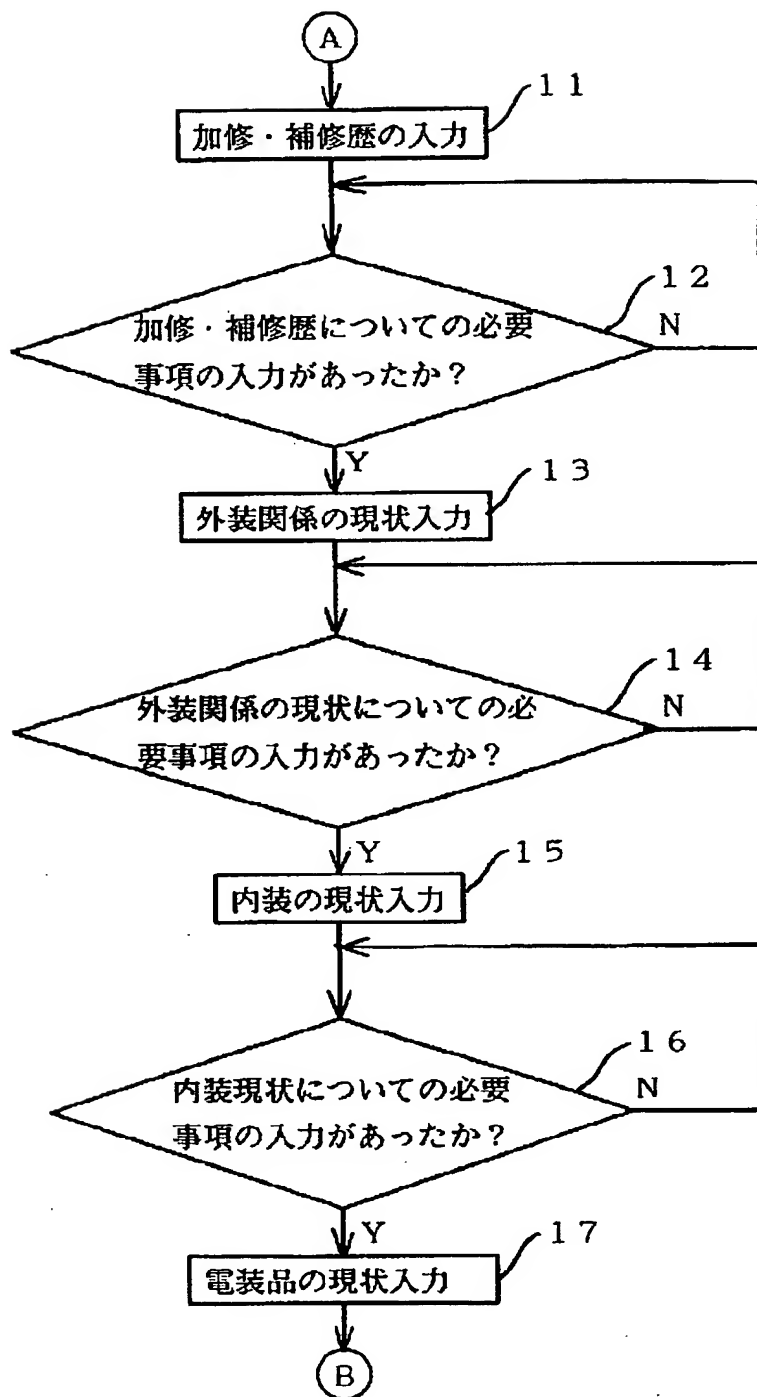 A
11
加修・補修歴の入力
12
加修・補修歴についての必要
事項の入力があったか？
N
Y
13
外装関係の現状入力
14
外装関係の現状についての必
要事項の入力があったか？
N
Y
15
内装の現状入力
16
内装現状についての必要
事項の入力があったか？
N
Y
17
電装品の現状入力
B